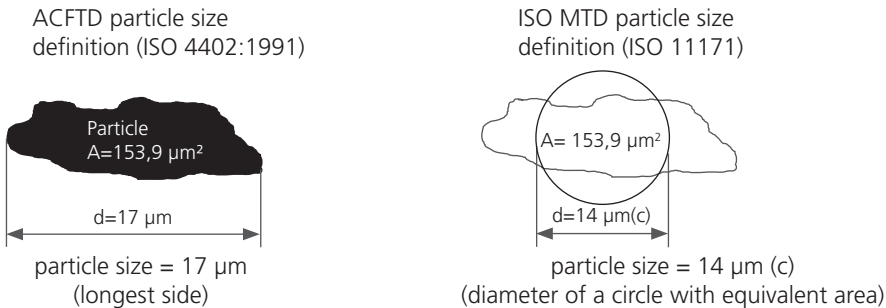 ACFTD particle size
definition (ISO 4402:1991)
Particle
A=153,9 µm²
d=17 µm
particle size = 17 µm
(longest side)
ISO MTD particle size
definition (ISO 11171)
A= 153,9 µm²
d=14 µm(c)
particle size = 14 µm (c)
(diameter of a circle with equivalent area)